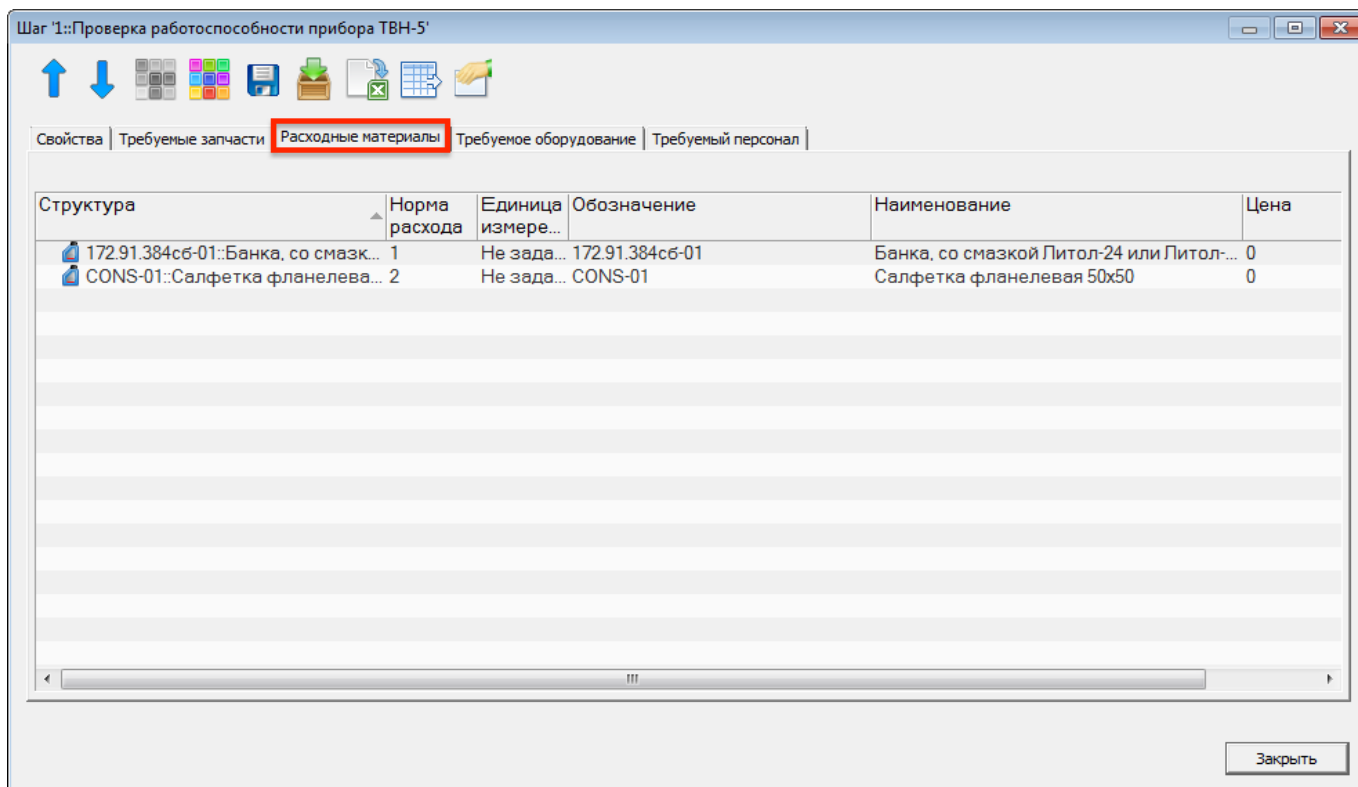 Шаг '1::Проверка работоспособности прибора ТВН-5'
Свойства Требуемые запчасти Расходные материалы Требуемое оборудование Требуемый персонал
Структура Норма расхода Единица измере... Обозначение Наименование Цена
172.91.384сб-01::Банка, со смазк... 1 Не зада... 172.91.384сб-01 Банка, со смазкой Литол-24 или Литол-... 0
CONS-01::Салфетка фланелева... 2 Не зада... CONS-01 Салфетка фланелевая 50x50 0
Закрыть